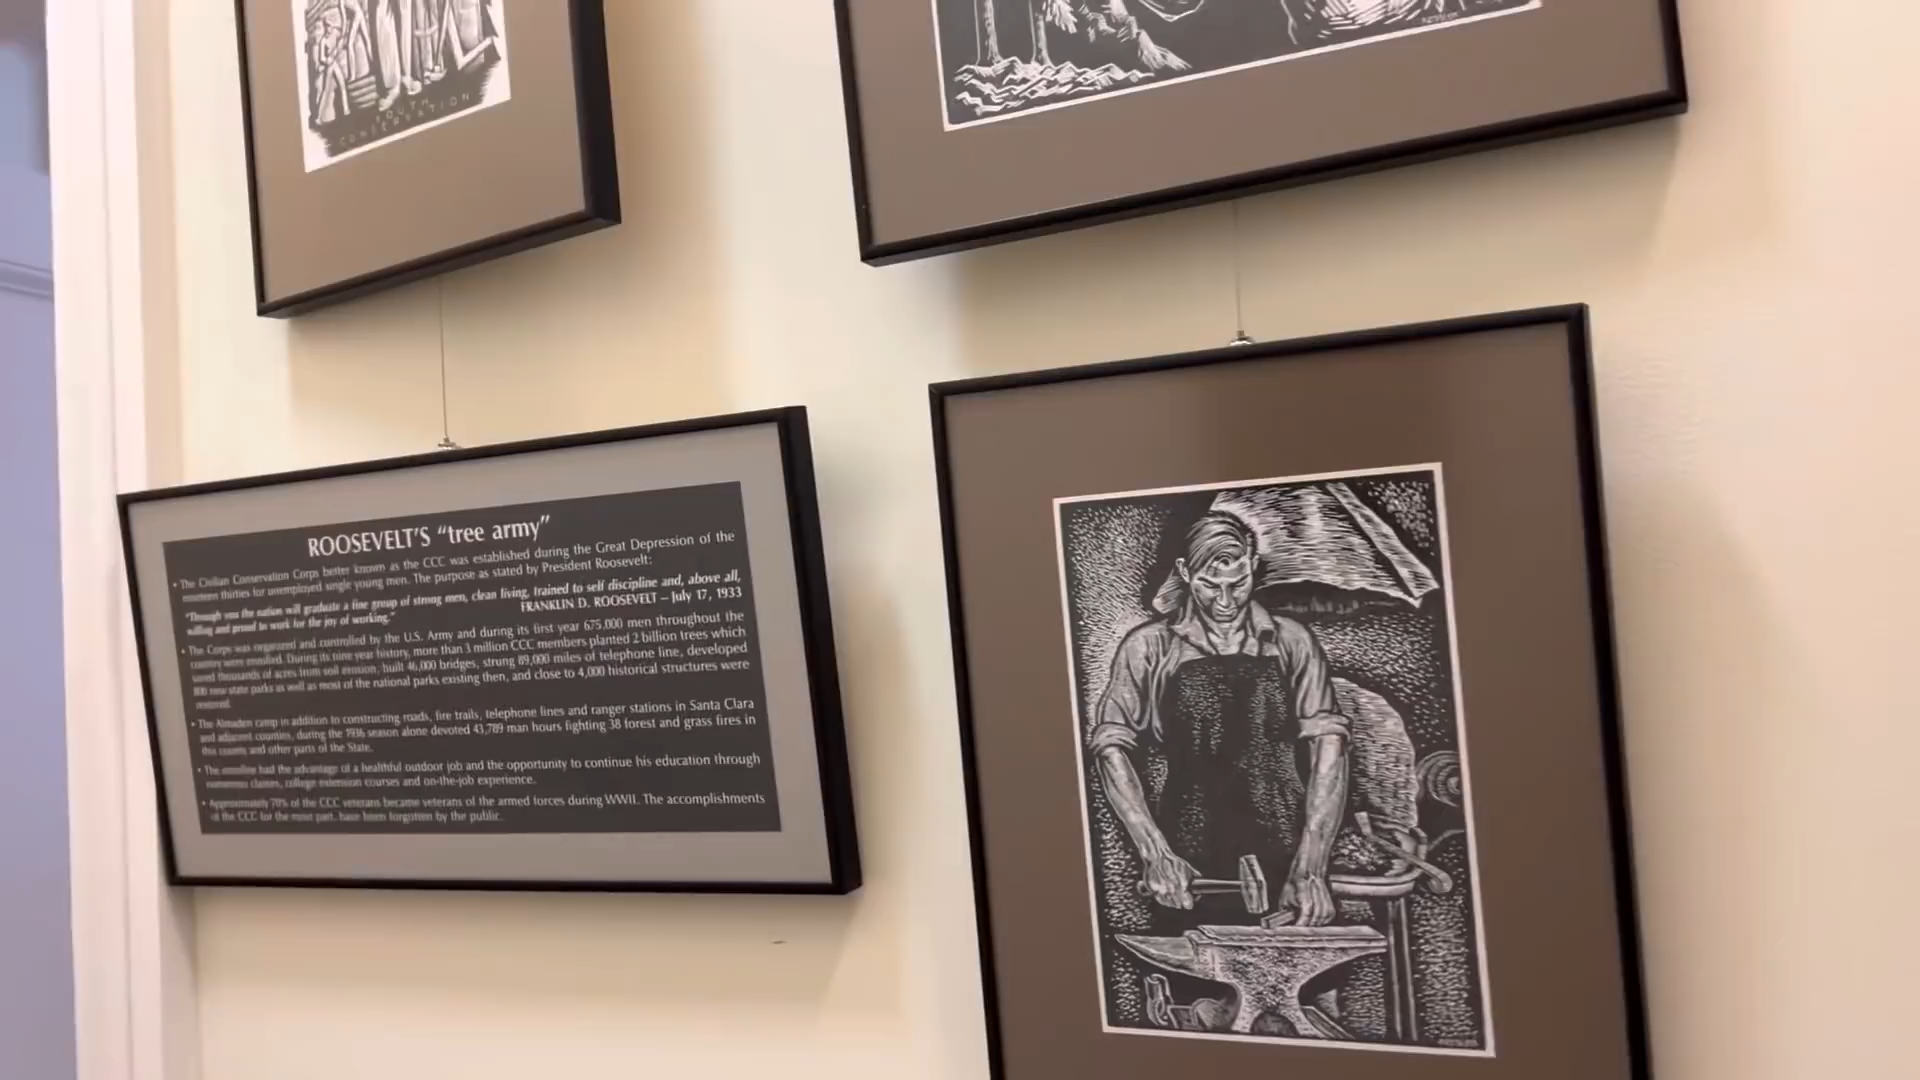 YOUTH
CONSERVATION
ROOSEVELT'S "tree army"
• The Civilian Conservation Corps better known as the CCC was established during the Great Depression of the
nineteen thirties for unemployed single young men. The purpose as stated by President Roosevelt:
"Through you the nation will graduate a fine group of strong men, clean living, trained to self discipline and, above all,
willing and proud to work for the joy of working."
FRANKLIN D. ROOSEVELT – July 17, 1933
• The Corps was organized and controlled by the U.S. Army and during its first year 675,000 men throughout the
country were enrolled. During its nine year history, more than 3 million CCC members planted 2 billion trees which
saved thousands of acres from soil erosion, built 46,000 bridges, strung 89,000 miles of telephone line, developed
800 new state parks as well as most of the national parks existing then, and close to 4,000 historical structures were
restored.
• The Almaden camp in addition to constructing roads, fire trails, telephone lines and ranger stations in Santa Clara
and adjacent counties, during the 1936 season alone devoted 43,789 man hours fighting 38 forest and grass fires in
this county and other parts of the State.
• The enrollee had the advantage of a healthful outdoor job and the opportunity to continue his education through
numerous classes, college extension courses and on-the-job experience.
• Approximately 70% of the CCC veterans became veterans of the armed forces during WWII. The accomplishments
of the CCC for the most part, have been forgotten by the public.